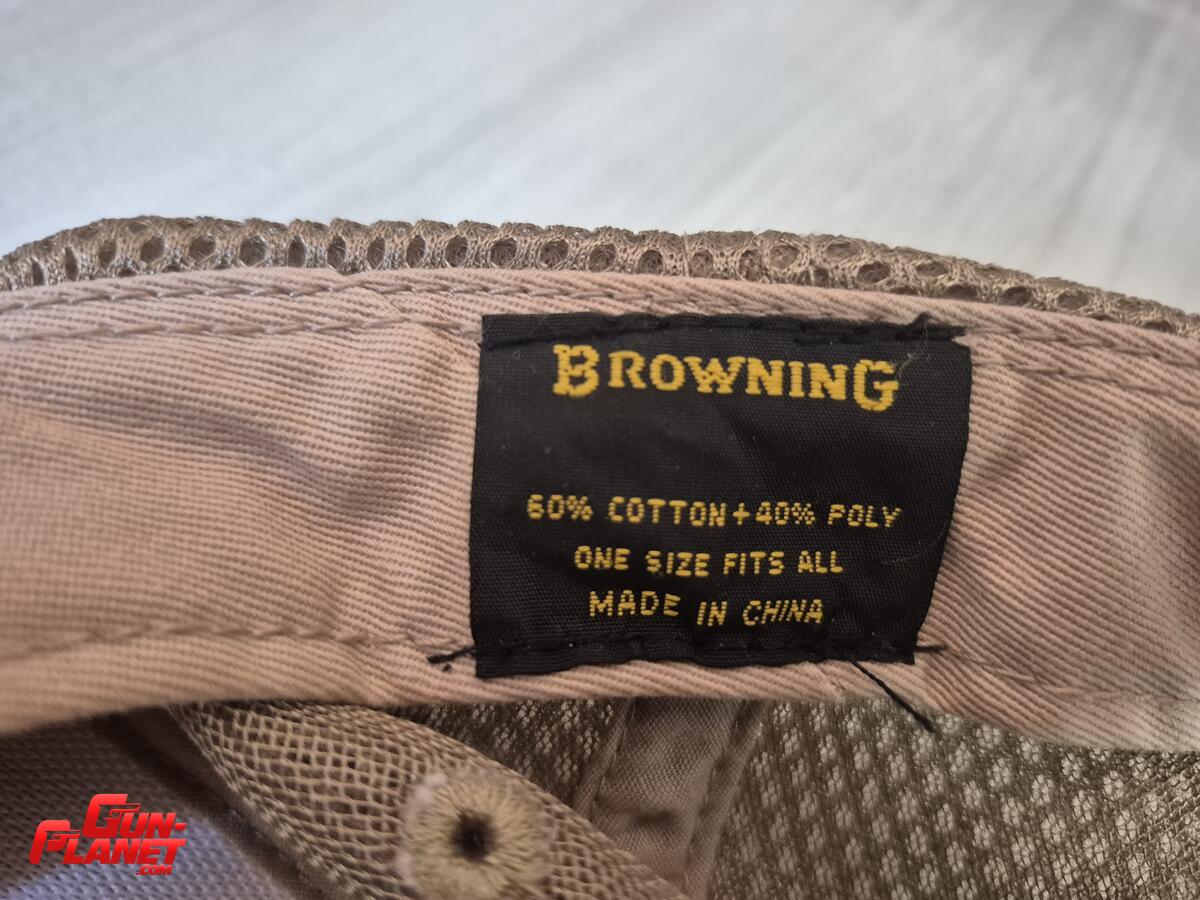 BROWNING
60% COTTON+40% POLY
ONE SIZE FITS ALL
MADE IN CHINA
GUN-
PLANET
.COM